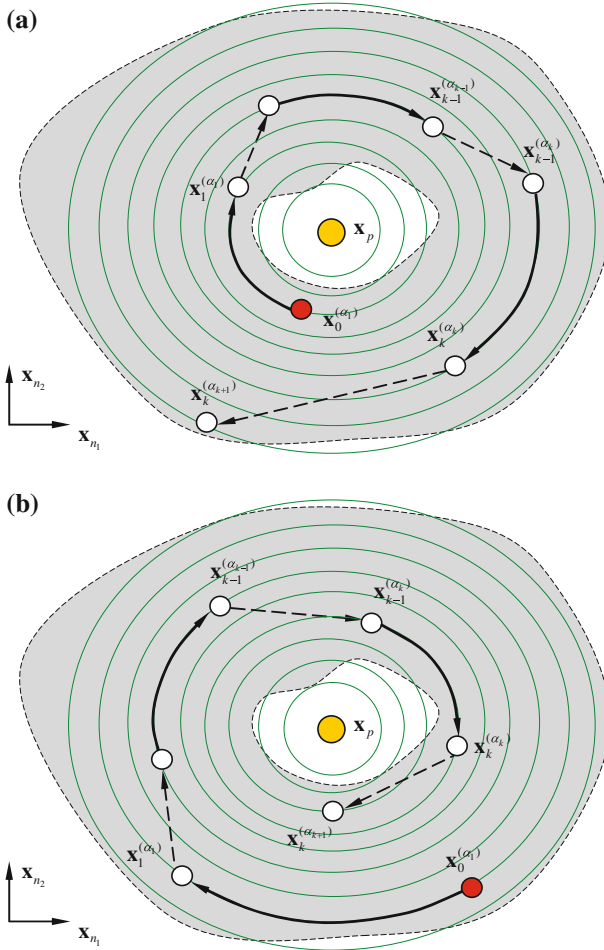 (a)
x_{k−1}^{(α_{k−1})}
x_{k−1}^{(α_k)}
x_1^{(α_1)}
x_p
x_0^{(α_1)}
x_k^{(α_k)}
x_{n_2}
x_k^{(α_{k+1})}
x_{n_1}
(b)
x_{k−1}^{(α_{k−1})}
x_{k−1}^{(α_k)}
x_p
x_k^{(α_k)}
x_k^{(α_{k+1})}
x_1^{(α_1)}
x_0^{(α_1)}
x_{n_2}
x_{n_1}